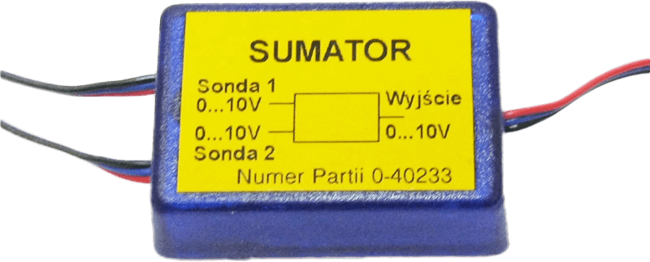 SUMATOR
Sonda 1
0...10V
Wyjście
0...10V
0...10V
Sonda 2
Numer Partii 0-40233